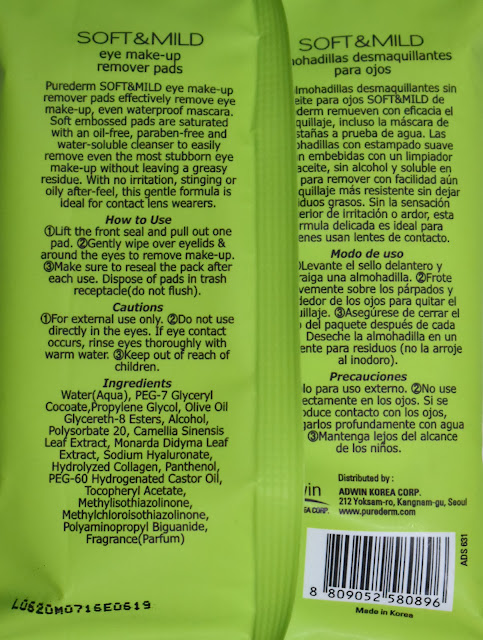 SOFT&MILD
eye make-up
remover pads
Purederm SOFT&MILD eye make-up
remover pads effectively remove eye
make-up, even waterproof mascara.
Soft embossed pads are saturated
with an oil-free, paraben-free and
water-soluble cleanser to easily
remove even the most stubborn eye
make-up without leaving a greasy
residue. With no irritation, stinging or
oily after-feel, this gentle formula is
ideal for contact lens wearers.
How to Use
①Lift the front seal and pull out one
pad. ②Gently wipe over eyelids &
around the eyes to remove make-up.
③Make sure to reseal the pack after
each use. Dispose of pads in trash
receptacle(do not flush).
Cautions
①For external use only. ②Do not use
directly in the eyes. If eye contact
occurs, rinse eyes thoroughly with
warm water. ③Keep out of reach of
children.
Ingredients
Water(Aqua), PEG-7 Glyceryl
Cocoate,Propylene Glycol, Olive Oil
Glycereth-8 Esters, Alcohol,
Polysorbate 20, Camellia Sinensis
Leaf Extract, Monarda Didyma Leaf
Extract, Sodium Hyaluronate,
Hydrolyzed Collagen, Panthenol,
PEG-60 Hydrogenated Castor Oil,
Tocopheryl Acetate,
Methylisothiazolinone,
Methylchloroisothiazolinone,
Polyaminopropyl Biguanide,
Fragrance(Parfum)
L0620M0716E0619
SOFT&MILD
mohadillas desmaquillantes
para ojos
lmohadillas desmaquillantes sin
eite para ojos SOFT&MILD de
derm remueven con eficacia el
quillaje, incluso la máscara de
stañas a prueba de agua. Las
ohadillas con estampado suave
n embebidas con un limpiador
aceite, sin alcohol y soluble en
para remover con facilidad aún
quillaje más resistente sin dejar
duos grasos. Sin la sensación
erior de irritación o ardor, esta
rmula delicada es ideal para
enes usan lentes de contacto.
Modo de uso
Levante el sello delantero y
raiga una almohadilla. ②Frote
vemente sobre los párpados y
dedor de los ojos para quitar el
uillaje. ③Asegúrese de cerrar el
del paquete después de cada
Deseche la almohadilla en un
ente para residuos (no la arroje
al inodoro).
Precauciones
lo para uso externo. ②No use
ectamente en los ojos. Si se
oduce contacto con los ojos,
garlos profundamente con agua
③Mantenga lejos del alcance
de los niños.
Distributed by :
win
EA CORP.
ADWIN KOREA CORP.
212 Yoksam-ro, Kangnam-gu, Seoul
www.purederm.com
ADS 631
8 809052 580896
Made in Korea